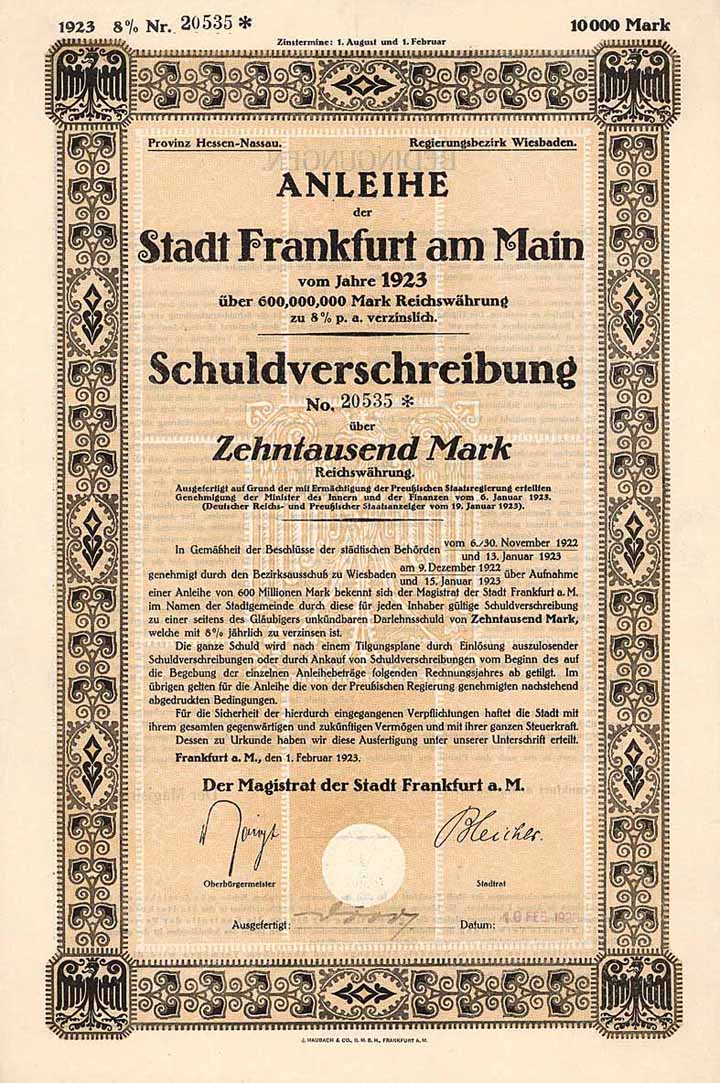 1923 8% Nr. 20535 * 10000 Mark
Zinstermine: 1. August und 1. Februar
Provinz Hessen-Nassau. Regierungsbezirk Wiesbaden.
ANLEIHE
der
Stadt Frankfurt am Main
vom Jahre 1923
über 600,000,000 Mark Reichswährung
zu 8% p. a. verzinslich.
Schuldverschreibung
No. 20535 *
über
Zehntausend Mark
Reichswährung.
Ausgefertigt auf Grund der mit Ermächtigung der Preußischen Staatsregierung erteilten
Genehmigung der Minister des Innern und der Finanzen vom 6. Januar 1923.
(Deutscher Reichs- und Preußischer Staatsanzeiger vom 19. Januar 1923).
In Gemäßheit der Beschlüsse der städtischen Behörden vom 6./30. November 1922 und 13. Januar 1923
genehmigt durch den Bezirksausschuß zu Wiesbaden am 9. Dezember 1922 und 15. Januar 1923 über Aufnahme
einer Anleihe von 600 Millionen Mark bekennt sich der Magistrat der Stadt Frankfurt a. M.
im Namen der Stadtgemeinde durch diese für jeden Inhaber gültige Schuldverschreibung
zu einer seitens des Gläubigers unkündbaren Darlehnsschuld von Zehntausend Mark,
welche mit 8% jährlich zu verzinsen ist.
Die ganze Schuld wird nach einem Tilgungsplane durch Einlösung auszulosender
Schuldverschreibungen oder durch Ankauf von Schuldverschreibungen vom Beginn des auf
die Begebung der einzelnen Anleihebeträge folgenden Rechnungsjahres ab getilgt. Im
übrigen gelten für die Anleihe die von der Preußischen Regierung genehmigten nachstehend
abgedruckten Bedingungen.
Für die Sicherheit der hierdurch eingegangenen Verpflichtungen haftet die Stadt mit
ihrem gesamten gegenwärtigen und zukünftigen Vermögen und mit ihrer ganzen Steuerkraft.
Dessen zu Urkunde haben wir diese Ausfertigung unter unserer Unterschrift erteilt.
Frankfurt a. M., den 1. Februar 1923.
Der Magistrat der Stadt Frankfurt a. M.
Bleicher.
Oberbürgermeister Stadtrat
Ausgefertigt: Datum: 10 FEB. 1923
J. MAUBACH & CO., G. M. B. H., FRANKFURT A. M.